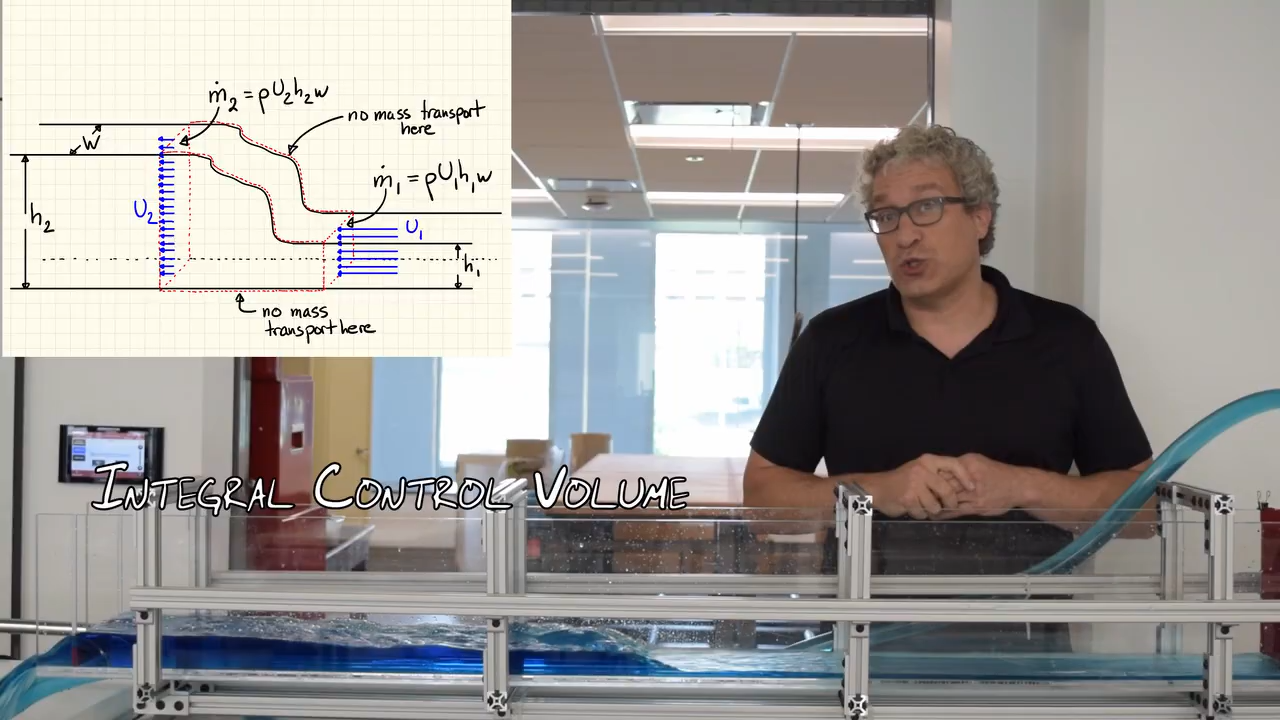 ṁ₂ = ρU₂h₂w
no mass transport
here
w
ṁ₁ = ρU₁h₁w
U₂
U₁
h₂
h₁
no mass
transport here
INTEGRAL CONTROL VOLUME